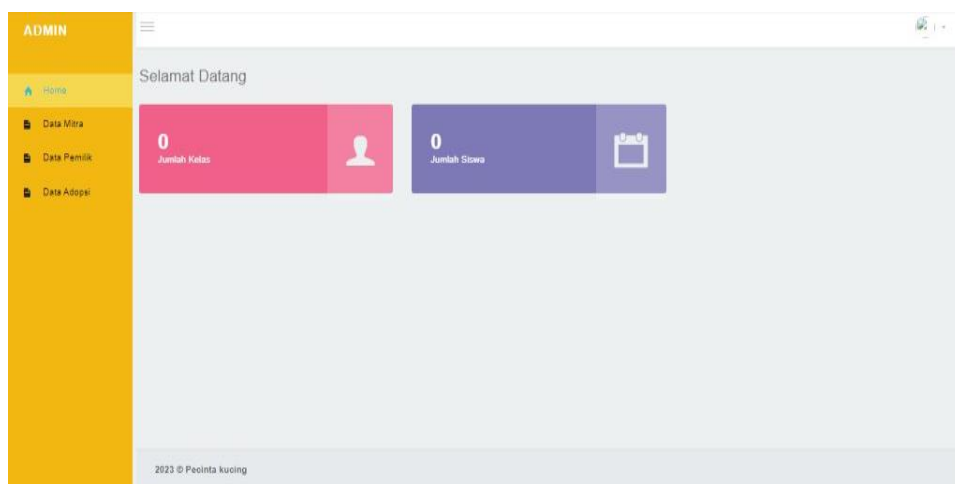 ADMIN
Home
Data Mitra
Data Pemilik
Data Adopsi
Selamat Datang
0
Jumlah Kelas
0
Jumlah Siswa
2023 © Pecinta kucing